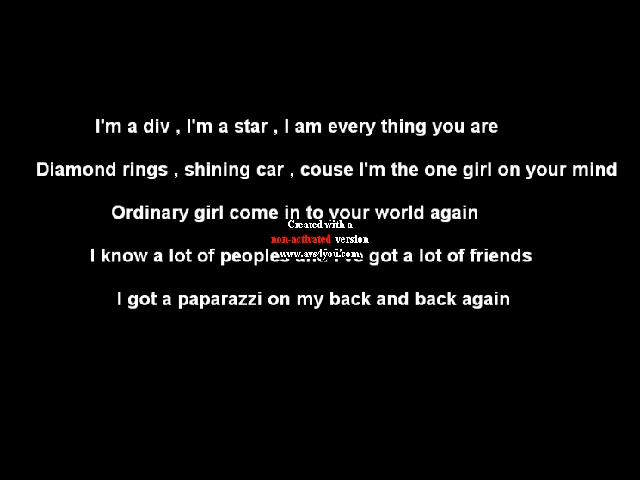 I'm a div , I'm a star , I am every thing you are
Diamond rings , shining car , couse I'm the one girl on your mind
Ordinary girl come in to your world again
Created with a
non-activated version
www.avs4you.com
I know a lot of peoples and I've got a lot of friends
I got a paparazzi on my back and back again